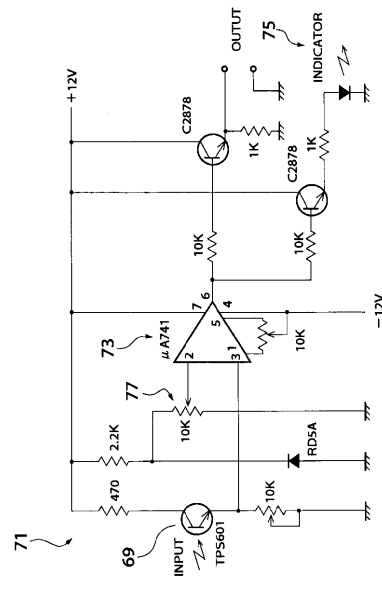 71
+12V
OUTUT
75
INDICATOR
C2878
1K
C2878
1K
10K
10K
73
μA741
7
6
2
3
1
5
4
10K
-12V
77
10K
2.2K
RD5A
470
69
INPUT
TPS601
10K